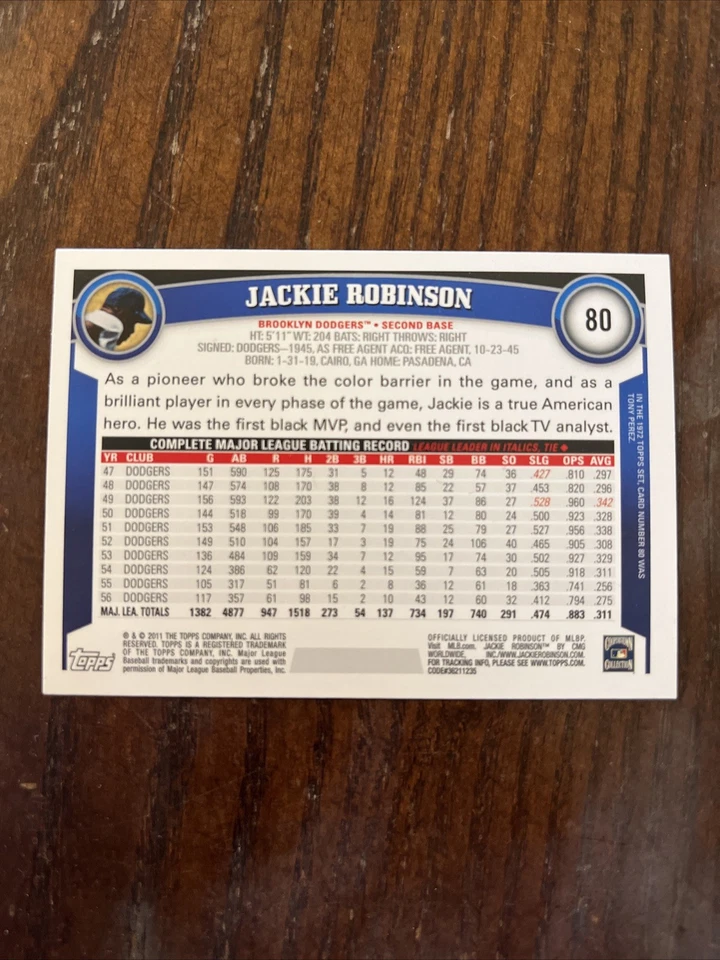 JACKIE ROBINSON
80
BROOKLYN DODGERS™ • SECOND BASE
HT: 5'11" WT: 204 BATS: RIGHT THROWS: RIGHT
SIGNED: DODGERS–1945, AS FREE AGENT ACQ: FREE AGENT, 10-23-45
BORN: 1-31-19, CAIRO, GA HOME: PASADENA, CA
As a pioneer who broke the color barrier in the game, and as a
brilliant player in every phase of the game, Jackie is a true American
hero. He was the first black MVP, and even the first black TV analyst.
COMPLETE MAJOR LEAGUE BATTING RECORD LEAGUE LEADER IN ITALICS, TIE ♦
YR CLUB G AB R H 2B 3B HR RBI SB BB SO SLG OPS AVG
47 DODGERS 151 590 125 175 31 5 12 48 29 74 36 .427 .810 .297
48 DODGERS 147 574 108 170 38 8 12 85 22 57 37 .453 .820 .296
49 DODGERS 156 593 122 203 38 12 16 124 37 86 27 .528 .960 .342
50 DODGERS 144 518 99 170 39 4 14 81 12 80 24 .500 .923 .328
51 DODGERS 153 548 106 185 33 7 19 88 25 79 27 .527 .956 .338
52 DODGERS 149 510 104 157 17 3 19 75 24 106 40 .465 .905 .308
53 DODGERS 136 484 109 159 34 7 12 95 17 74 30 .502 .929 .329
54 DODGERS 124 386 62 120 22 4 15 59 7 63 20 .505 .918 .311
55 DODGERS 105 317 51 81 6 2 8 36 12 61 18 .363 .741 .256
56 DODGERS 117 357 61 98 15 2 10 43 12 60 32 .412 .794 .275
MAJ. LEA. TOTALS 1382 4877 947 1518 273 54 137 734 197 740 291 .474 .883 .311
IN THE 1972 TOPPS SET, CARD NUMBER 80 WAS
TONY PEREZ.
TOPPS
® & © 2011 THE TOPPS COMPANY, INC. ALL RIGHTS
RESERVED. TOPPS IS A REGISTERED TRADEMARK
OF THE TOPPS COMPANY, INC. Major League
Baseball trademarks and copyrights are used with
permission of Major League Baseball Properties, Inc.
OFFICIALLY LICENSED PRODUCT OF MLBP.
Visit MLB.com. JACKIE ROBINSON™ BY CMG
WORLDWIDE, INC./WWW.JACKIEROBINSON.COM.
FOR TRACKING INFO, PLEASE SEE WWW.TOPPS.COM.
CODE#36211235
COOPERSTOWN
COLLECTION